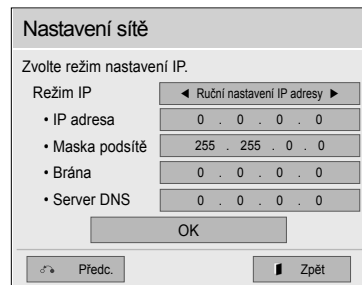 Nastavení sítě
Zvolte režim nastavení IP.
Režim IP ◄ Ruční nastavení IP adresy ►
• IP adresa 0 . 0 . 0 . 0
• Maska podsítě 255 . 255 . 0 . 0
• Brána 0 . 0 . 0 . 0
• Server DNS 0 . 0 . 0 . 0
OK
Předc. Zpět